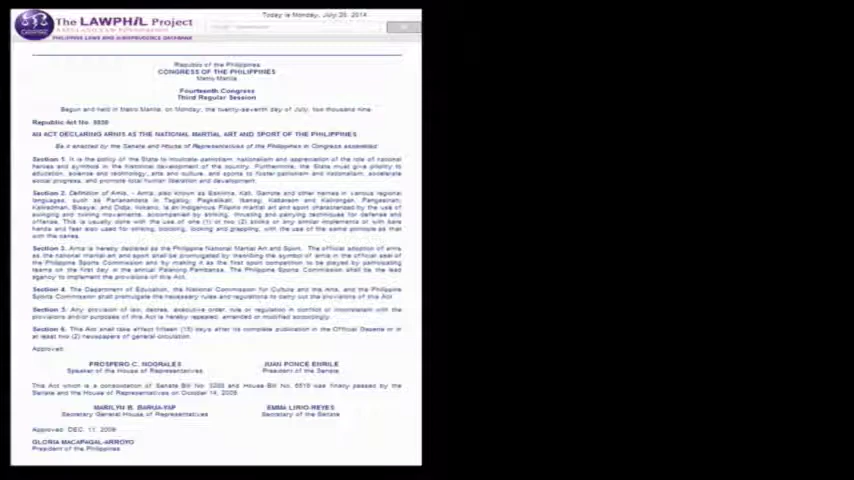 The LAWPHiL Project
PHILIPPINE LAWS AND JURISPRUDENCE DATABANK
Today is Monday, July 28, 2014
Republic of the Philippines
CONGRESS OF THE PHILIPPINES
Metro Manila
Fourteenth Congress
Third Regular Session
Begun and held in Metro Manila, on Monday, the twenty-seventh day of July, two thousand nine.
Republic Act No. 9850
AN ACT DECLARING ARNIS AS THE NATIONAL MARTIAL ART AND SPORT OF THE PHILIPPINES
Be it enacted by the Senate and House of Representatives of the Philippines in Congress assembled:
Section 1. It is the policy of the State to inculcate patriotism, nationalism and appreciation of the role of national
heroes and symbols in the historical development of the country. Furthermore, the State must give priority to
education, science and technology, arts and culture, and sports to foster patriotism and nationalism, accelerate
social progress, and promote total human liberation and development.
Section 2. Definition of Arnis. - Arnis, also known as Eskrima, Kali, Garrote and other names in various regional
languages, such as Pananandata in Tagalog; Pagkalikali, Ibanag; Kabaroan and Kalirongan, Pangasinan;
Kaliradman, Bisaya; and Didja, Ilokano, is an indigenous Filipino martial art and sport characterized by the use of
swinging and twirling movements, accompanied by striking, thrusting and parrying techniques for defense and
offense. This is usually done with the use of one (1) or two (2) sticks or any similar implements or with bare
hands and feet also used for striking, blocking, locking and grappling, with the use of the same principle as that
with the canes.
Section 3. Arnis is hereby declared as the Philippine National Martial Art and Sport. The official adoption of arnis
as the national martial art and sport shall be promulgated by inscribing the symbol of arnis in the official seal of
the Philippine Sports Commission and by making it as the first sport competition to be played by participating
teams on the first day in the annual Palarong Pambansa. The Philippine Sports Commission shall be the lead
agency to implement the provisions of this Act.
Section 4. The Department of Education, the National Commission for Culture and the Arts, and the Philippine
Sports Commission shall promulgate the necessary rules and regulations to carry out the provisions of this Act.
Section 5. Any provision of law, decree, executive order, rule or regulation in conflict or inconsistent with the
provisions and/or purposes of this Act is hereby repealed, amended or modified accordingly.
Section 6. This Act shall take effect fifteen (15) days after its complete publication in the Official Gazette or in
at least two (2) newspapers of general circulation.
Approved:
PROSPERO C. NOGRALES JUAN PONCE ENRILE
Speaker of the House of Representatives President of the Senate
This Act which is a consolidation of Senate Bill No. and House Bill No. was finally passed by the
Senate and the House of Representatives on October 14, 2009.
MARILYN B. BARUA-YAP EMMA LIRIO-REYES
Secretary General House of Representatives Secretary of the Senate
Approved: DEC. 11, 2009
GLORIA MACAPAGAL-ARROYO
President of the Philippines